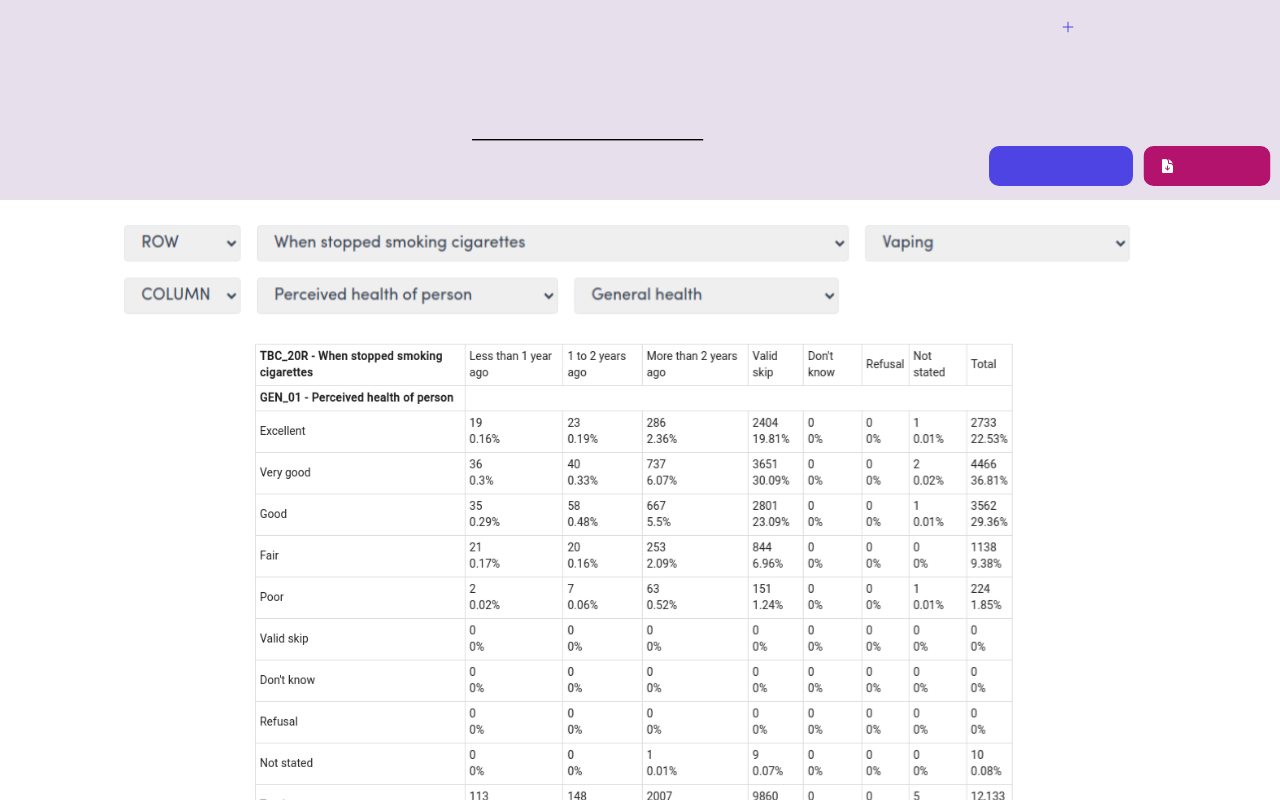 ROW When stopped smoking cigarettes Vaping
COLUMN Perceived health of person General health
TBC_20R - When stopped smoking cigarettes Less than 1 year ago 1 to 2 years ago More than 2 years ago Valid skip Don't know Refusal Not stated Total
GEN_01 - Perceived health of person
Excellent 19 0.16% 23 0.19% 286 2.36% 2404 19.81% 0 0% 0 0% 1 0.01% 2733 22.53%
Very good 36 0.3% 40 0.33% 737 6.07% 3651 30.09% 0 0% 0 0% 2 0.02% 4466 36.81%
Good 35 0.29% 58 0.48% 667 5.5% 2801 23.09% 0 0% 0 0% 1 0.01% 3562 29.36%
Fair 21 0.17% 20 0.16% 253 2.09% 844 6.96% 0 0% 0 0% 0 0% 1138 9.38%
Poor 2 0.02% 7 0.06% 63 0.52% 151 1.24% 0 0% 0 0% 1 0.01% 224 1.85%
Valid skip 0 0% 0 0% 0 0% 0 0% 0 0% 0 0% 0 0% 0 0%
Don't know 0 0% 0 0% 0 0% 0 0% 0 0% 0 0% 0 0% 0 0%
Refusal 0 0% 0 0% 0 0% 0 0% 0 0% 0 0% 0 0% 0 0%
Not stated 0 0% 0 0% 1 0.01% 9 0.07% 0 0% 0 0% 0 0% 10 0.08%
113 148 2007 9860 0 0 5 12,133